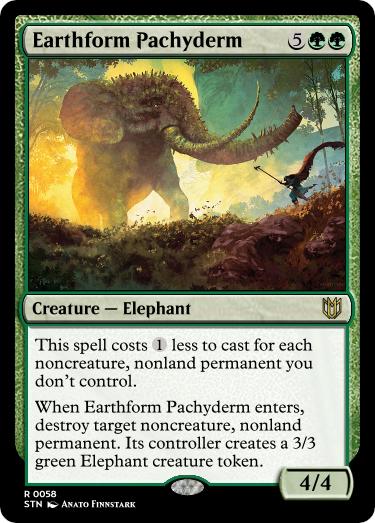 Earthform Pachyderm 5
Creature — Elephant
This spell costs 1 less to cast for each
noncreature, nonland permanent you
don't control.
When Earthform Pachyderm enters,
destroy target noncreature, nonland
permanent. Its controller creates a 3/3
green Elephant creature token.
4/4
R 0058
STN Anato Finnstark